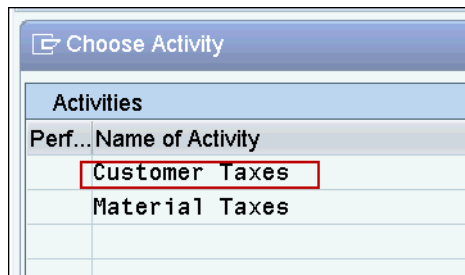 Choose Activity
Activities
Perf... Name of Activity
Customer Taxes
Material Taxes